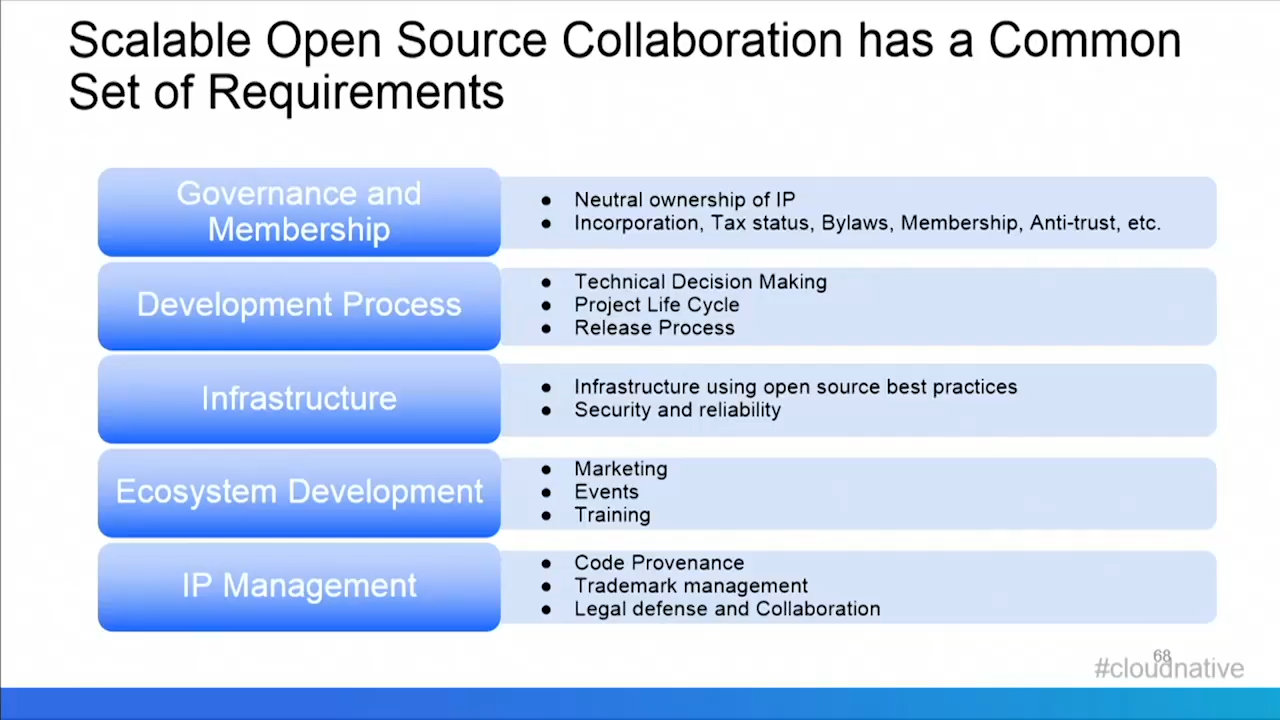 Scalable Open Source Collaboration has a Common
Set of Requirements
Governance and
Membership
● Neutral ownership of IP
● Incorporation, Tax status, Bylaws, Membership, Anti-trust, etc.
Development Process
● Technical Decision Making
● Project Life Cycle
● Release Process
Infrastructure
● Infrastructure using open source best practices
● Security and reliability
Ecosystem Development
● Marketing
● Events
● Training
IP Management
● Code Provenance
● Trademark management
● Legal defense and Collaboration
68
#cloudnative